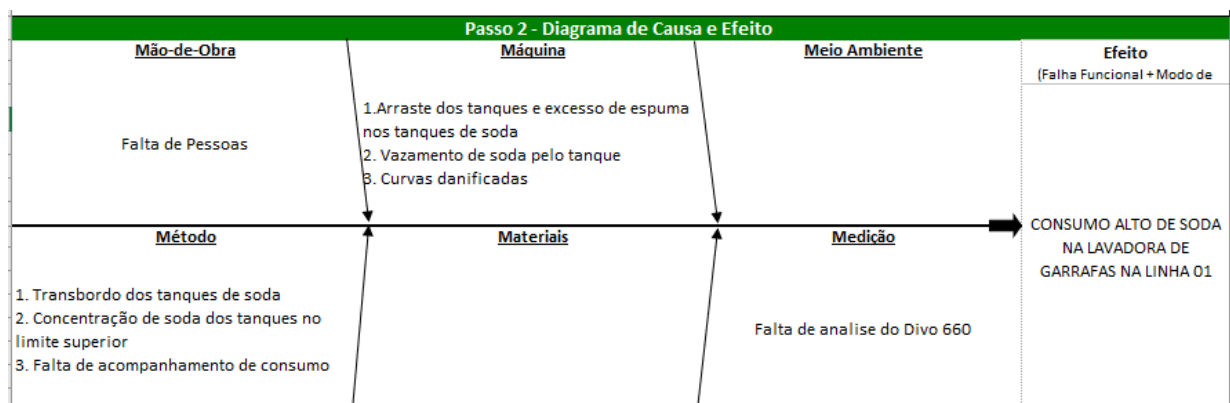 Passo 2 - Diagrama de Causa e Efeito
Mão-de-Obra
Máquina
Meio Ambiente
Efeito
(Falha Funcional + Modo de
Falta de Pessoas
1.Arraste dos tanques e excesso de espuma
nos tanques de soda
2. Vazamento de soda pelo tanque
3. Curvas danificadas
CONSUMO ALTO DE SODA
NA LAVADORA DE
GARRAFAS NA LINHA 01
Método
Materiais
Medição
1. Transbordo dos tanques de soda
2. Concentração de soda dos tanques no
limite superior
3. Falta de acompanhamento de consumo
Falta de analise do Divo 660